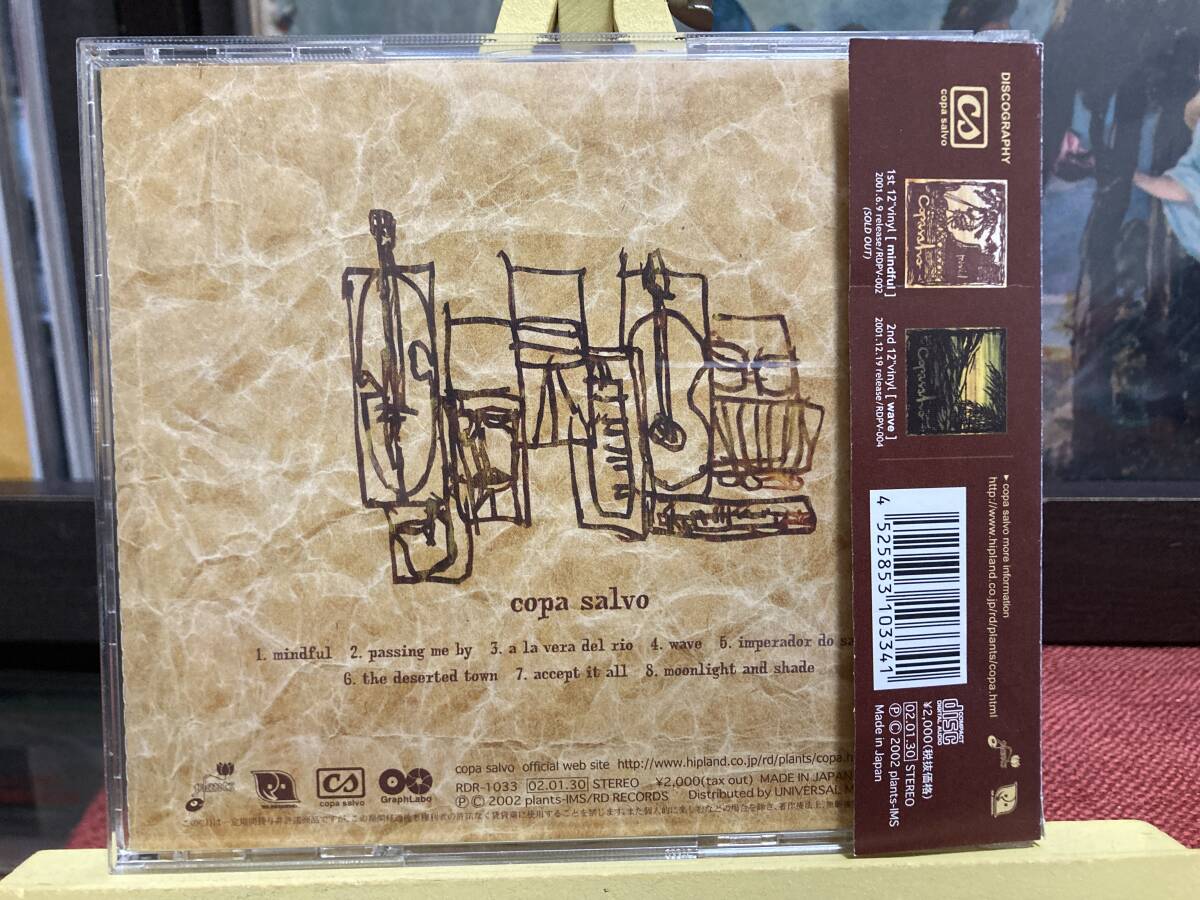 copa salvo
1. mindful 2. passing me by 3. a la vera del rio 4. wave 5. imperador do sa
6. the deserted town 7. accept it all 8. moonlight and shade
copa salvo official web site http://www.hipland.co.jp/rd/plants/copa.h
RDR-1033 02.01.30 STEREO ¥2,000(tax out) MADE IN JAPAN
Ⓟ Ⓒ 2002 plants-IMS/RD RECORDS Distributed by UNIVERSAL M
cs
copa salvo
GraphLabo
DISCOGRAPHY
cs
copa salvo
1st 12"vinyl [ mindful ]
2001.6.9 release/RDPV-002
(SOLD OUT)
2nd 12"vinyl [ wave ]
2001.12.19 release/RDPV-004
▸copa salvo more information
http://www.hipland.co.jp/rd/plants/copa.html
4 525853 103341
COMPACT
disc
DIGITAL AUDIO
¥2,000(税抜価格)
02.01.30 STEREO
Ⓟ Ⓒ 2002 plants-IMS
Made in Japan